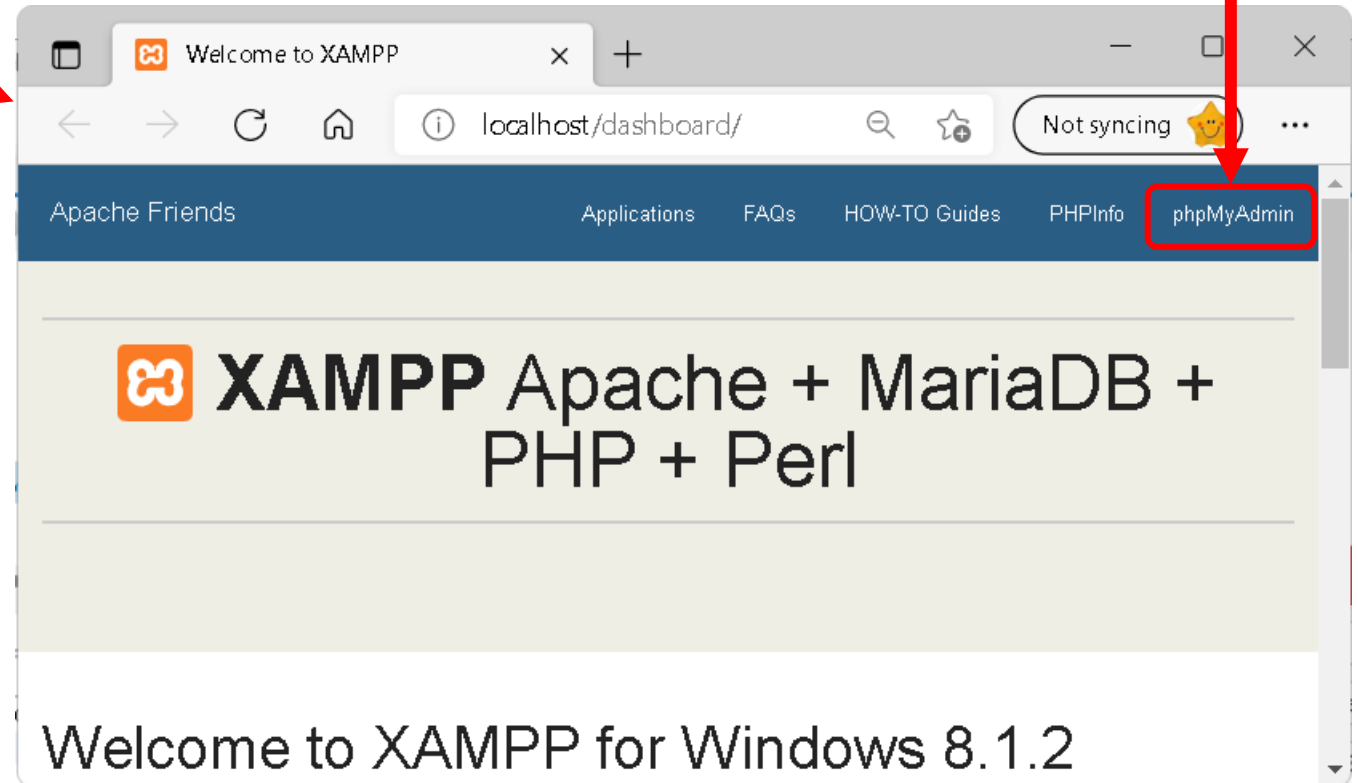 Welcome to XAMPP
localhost/dashboard/
Not syncing
Apache Friends Applications FAQs HOW-TO Guides PHPInfo phpMyAdmin
XAMPP Apache + MariaDB +
PHP + Perl
Welcome to XAMPP for Windows 8.1.2